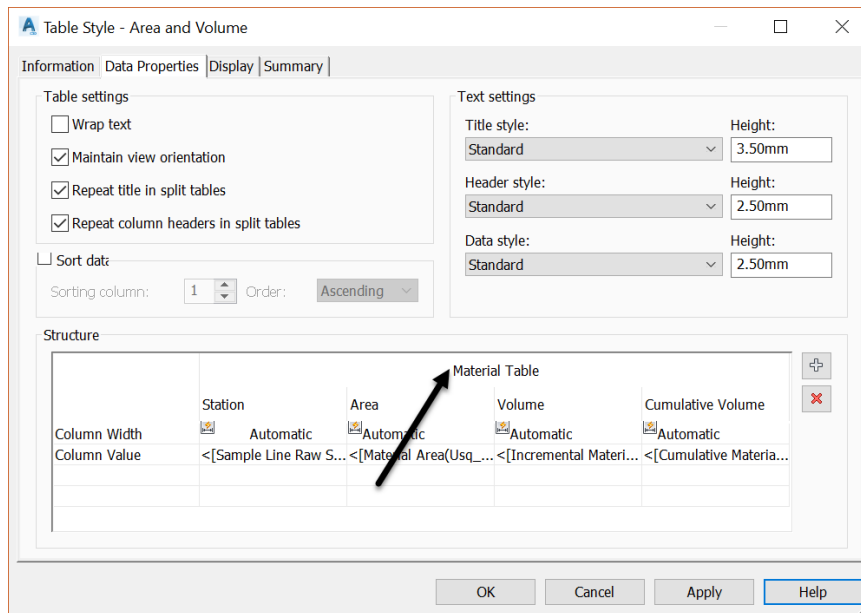 Table Style - Area and Volume
Information Data Properties Display Summary
Table settings
Wrap text
Maintain view orientation
Repeat title in split tables
Repeat column headers in split tables
Sort data
Sorting column: 1 Order: Ascending
Text settings
Title style: Height:
Standard 3.50mm
Header style: Height:
Standard 2.50mm
Data style: Height:
Standard 2.50mm
Structure
Material Table
Station Area Volume Cumulative Volume
Column Width Automatic Automatic Automatic Automatic
Column Value <[Sample Line Raw S... <[Material Area(Usq_... <[Incremental Materi... <[Cumulative Materia...
OK Cancel Apply Help